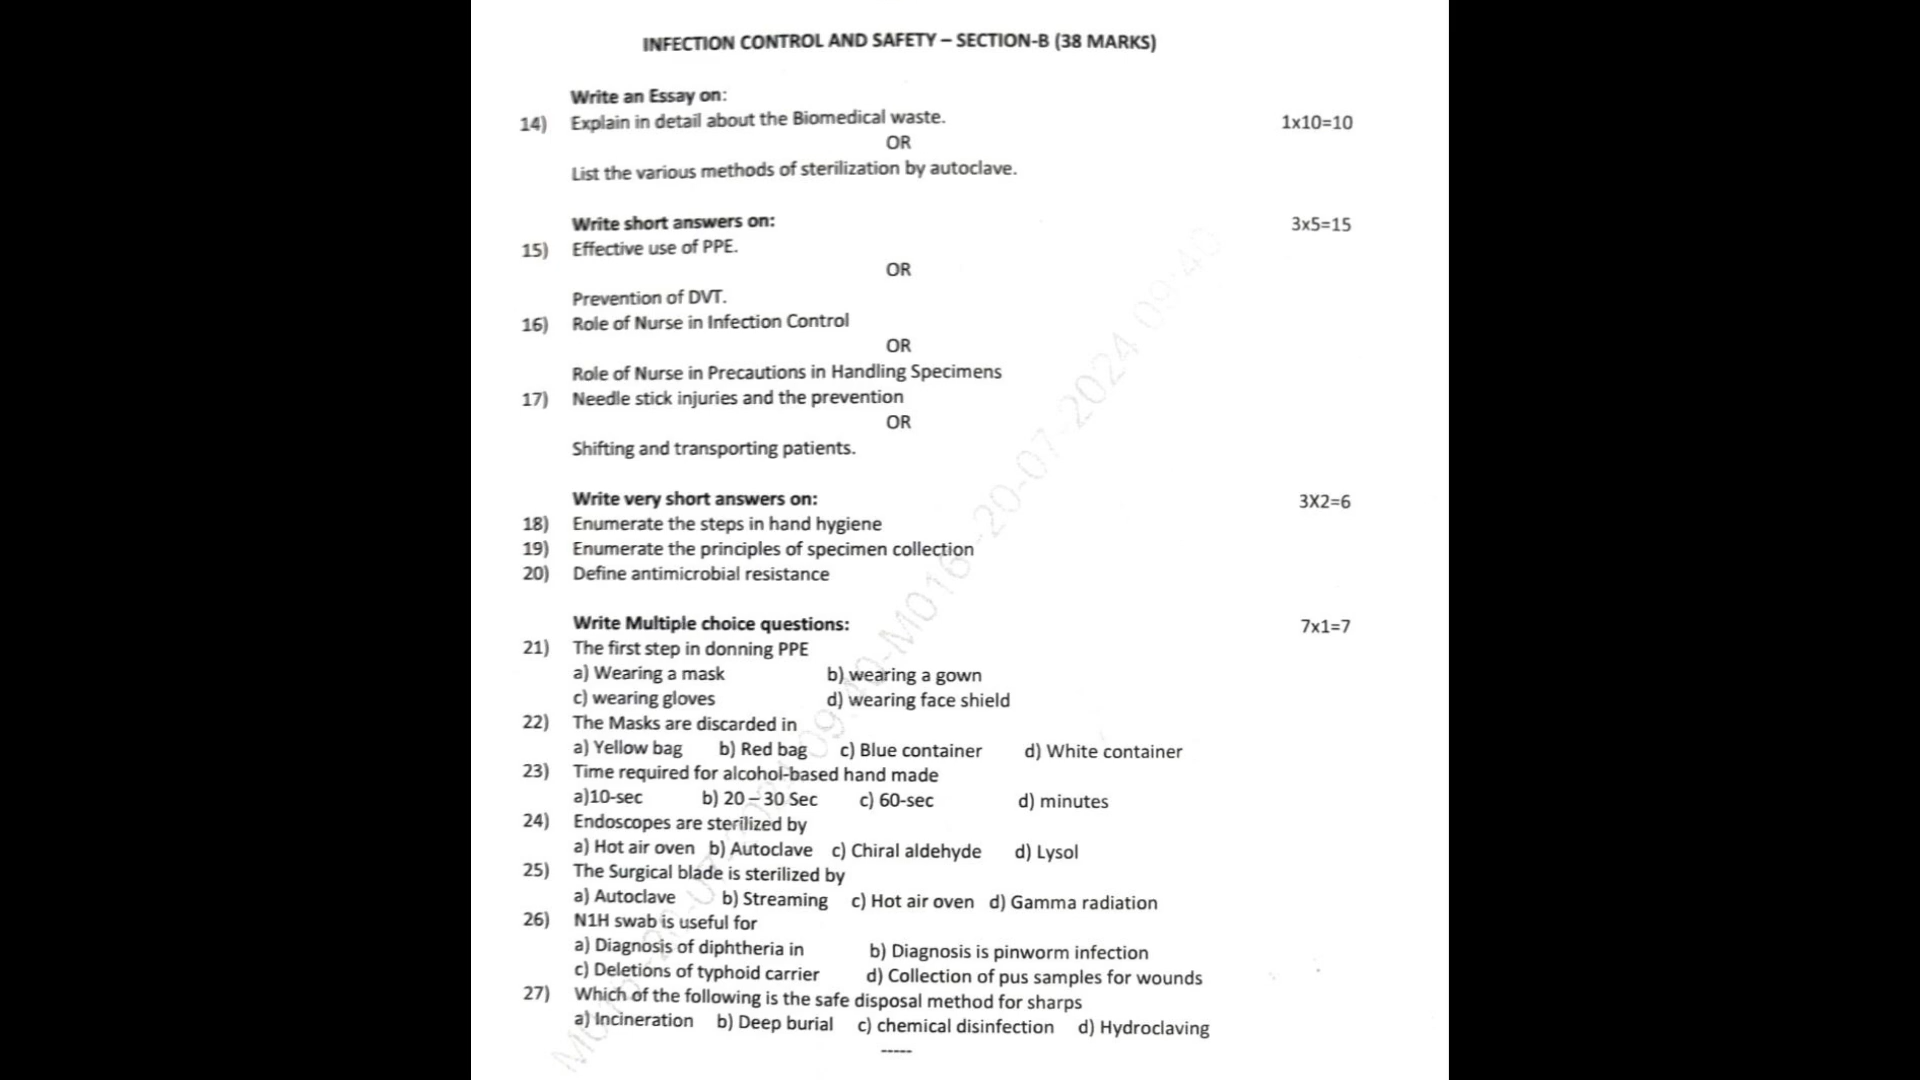 INFECTION CONTROL AND SAFETY – SECTION-B (38 MARKS)
Write an Essay on:
14) Explain in detail about the Biomedical waste. 1x10=10
OR
List the various methods of sterilization by autoclave.
Write short answers on: 3x5=15
15) Effective use of PPE.
OR
Prevention of DVT.
16) Role of Nurse in Infection Control
OR
Role of Nurse in Precautions in Handling Specimens
17) Needle stick injuries and the prevention
OR
Shifting and transporting patients.
Write very short answers on: 3X2=6
18) Enumerate the steps in hand hygiene
19) Enumerate the principles of specimen collection
20) Define antimicrobial resistance
Write Multiple choice questions: 7x1=7
21) The first step in donning PPE
a) Wearing a mask b) wearing a gown
c) wearing gloves d) wearing face shield
22) The Masks are discarded in
a) Yellow bag b) Red bag c) Blue container d) White container
23) Time required for alcohol-based hand made
a)10-sec b) 20 – 30 Sec c) 60-sec d) minutes
24) Endoscopes are sterilized by
a) Hot air oven b) Autoclave c) Chiral aldehyde d) Lysol
25) The Surgical blade is sterilized by
a) Autoclave b) Streaming c) Hot air oven d) Gamma radiation
26) N1H swab is useful for
a) Diagnosis of diphtheria in b) Diagnosis is pinworm infection
c) Deletions of typhoid carrier d) Collection of pus samples for wounds
27) Which of the following is the safe disposal method for sharps
a) Incineration b) Deep burial c) chemical disinfection d) Hydroclaving
-----